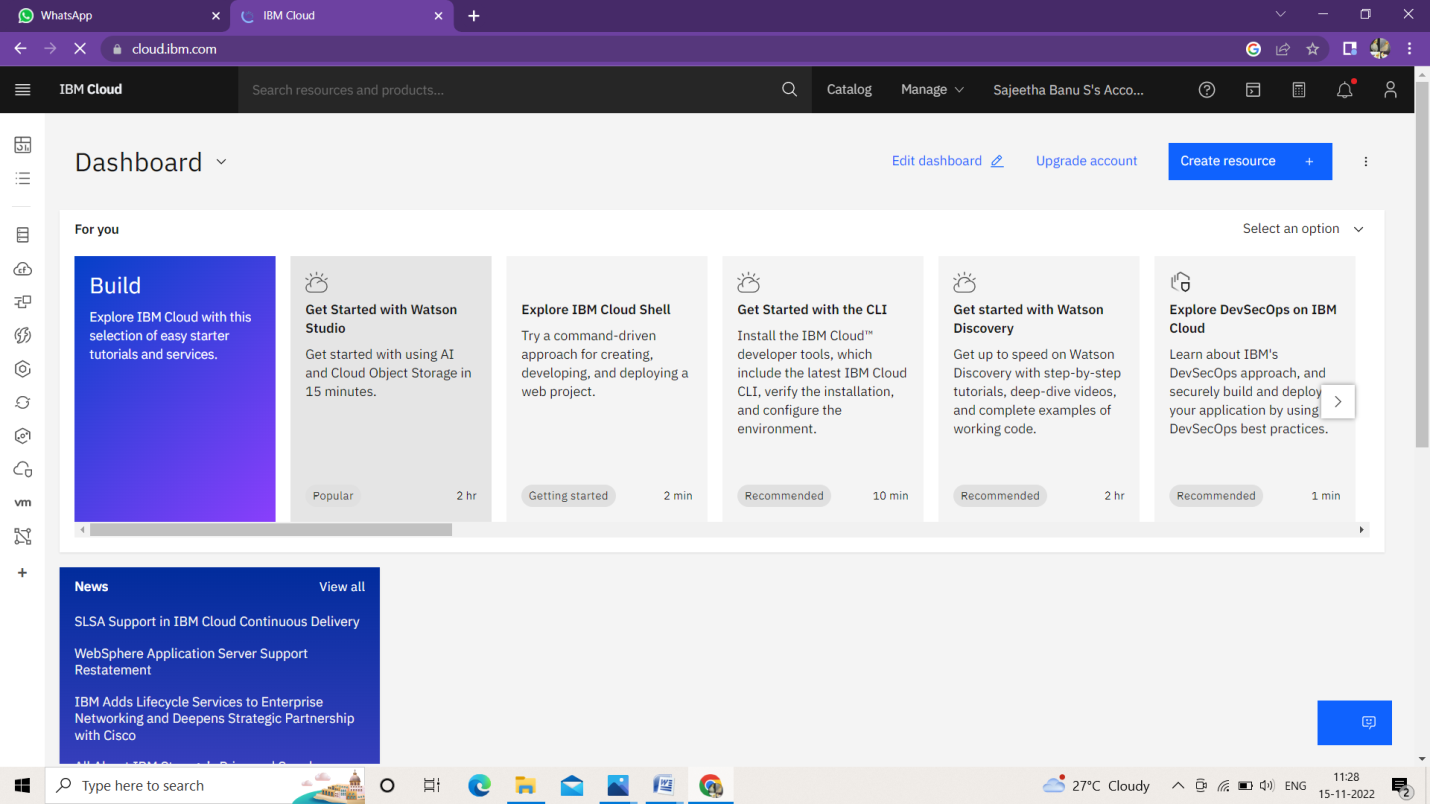 WhatsApp
IBM Cloud
cloud.ibm.com
IBM Cloud
Search resources and products...
Catalog
Manage
Sajeetha Banu S's Acco...
Dashboard
Edit dashboard
Upgrade account
Create resource +
For you
Select an option
Build
Explore IBM Cloud with this
selection of easy starter
tutorials and services.
Get Started with Watson
Studio
Get started with using AI
and Cloud Object Storage in
15 minutes.
Popular
2 hr
Explore IBM Cloud Shell
Try a command-driven
approach for creating,
developing, and deploying a
web project.
Getting started
2 min
Get Started with the CLI
Install the IBM Cloud™
developer tools, which
include the latest IBM Cloud
CLI, verify the installation,
and configure the
environment.
Recommended
10 min
Get started with Watson
Discovery
Get up to speed on Watson
Discovery with step-by-step
tutorials, deep-dive videos,
and complete examples of
working code.
Recommended
2 hr
Explore DevSecOps on IBM
Cloud
Learn about IBM's
DevSecOps approach, and
securely build and deploy
your application by using
DevSecOps best practices.
Recommended
1 min
vm
News
View all
SLSA Support in IBM Cloud Continuous Delivery
WebSphere Application Server Support
Restatement
IBM Adds Lifecycle Services to Enterprise
Networking and Deepens Strategic Partnership
with Cisco
Type here to search
27°C Cloudy
ENG
11:28
15-11-2022
2